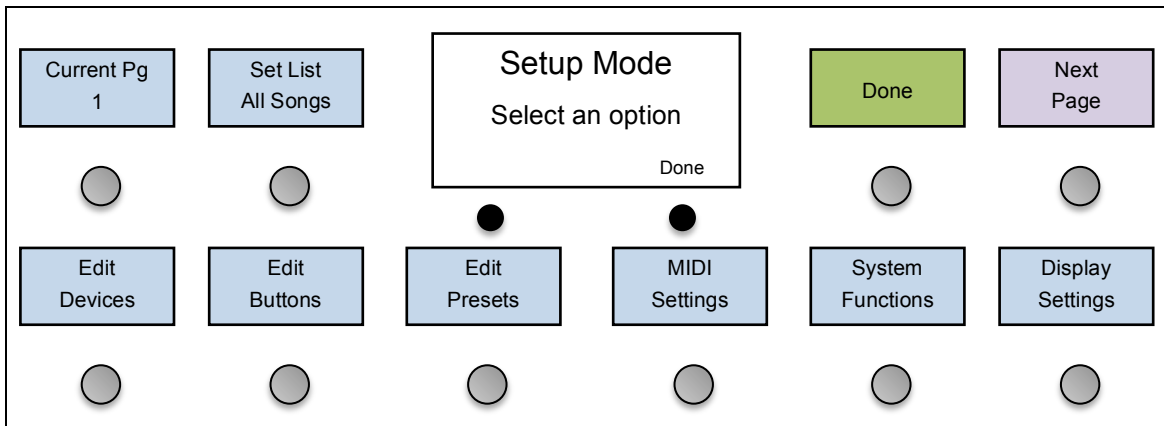 Current Pg
1
Set List
All Songs
Setup Mode
Select an option
Done
Done
Next
Page
Edit
Devices
Edit
Buttons
Edit
Presets
MIDI
Settings
System
Functions
Display
Settings